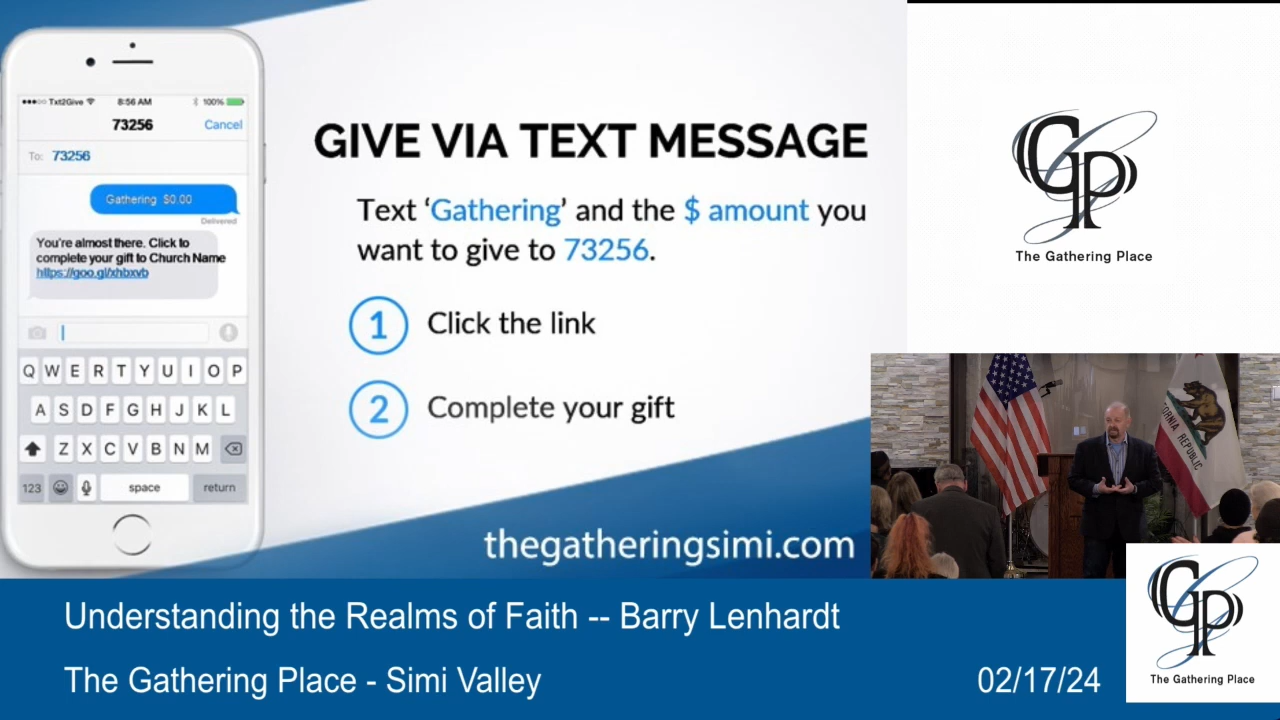 Txt2Give
8:56 AM
100%
73256
Cancel
To: 73256
Gathering $0.00
Delivered
You're almost there. Click to
complete your gift to Church Name
https://goo.gl/xhbxvb
Q W E R T Y U I O P
A S D F G H J K L
Z X C V B N M
123
space
return
GIVE VIA TEXT MESSAGE
Text ‘Gathering’ and the $ amount you
want to give to 73256.
1 Click the link
2 Complete your gift
thegatheringsimi.com
GP
The Gathering Place
CALIFORNIA REPUBLIC
Understanding the Realms of Faith -- Barry Lenhardt
The Gathering Place - Simi Valley
02/17/24
GP
The Gathering Place